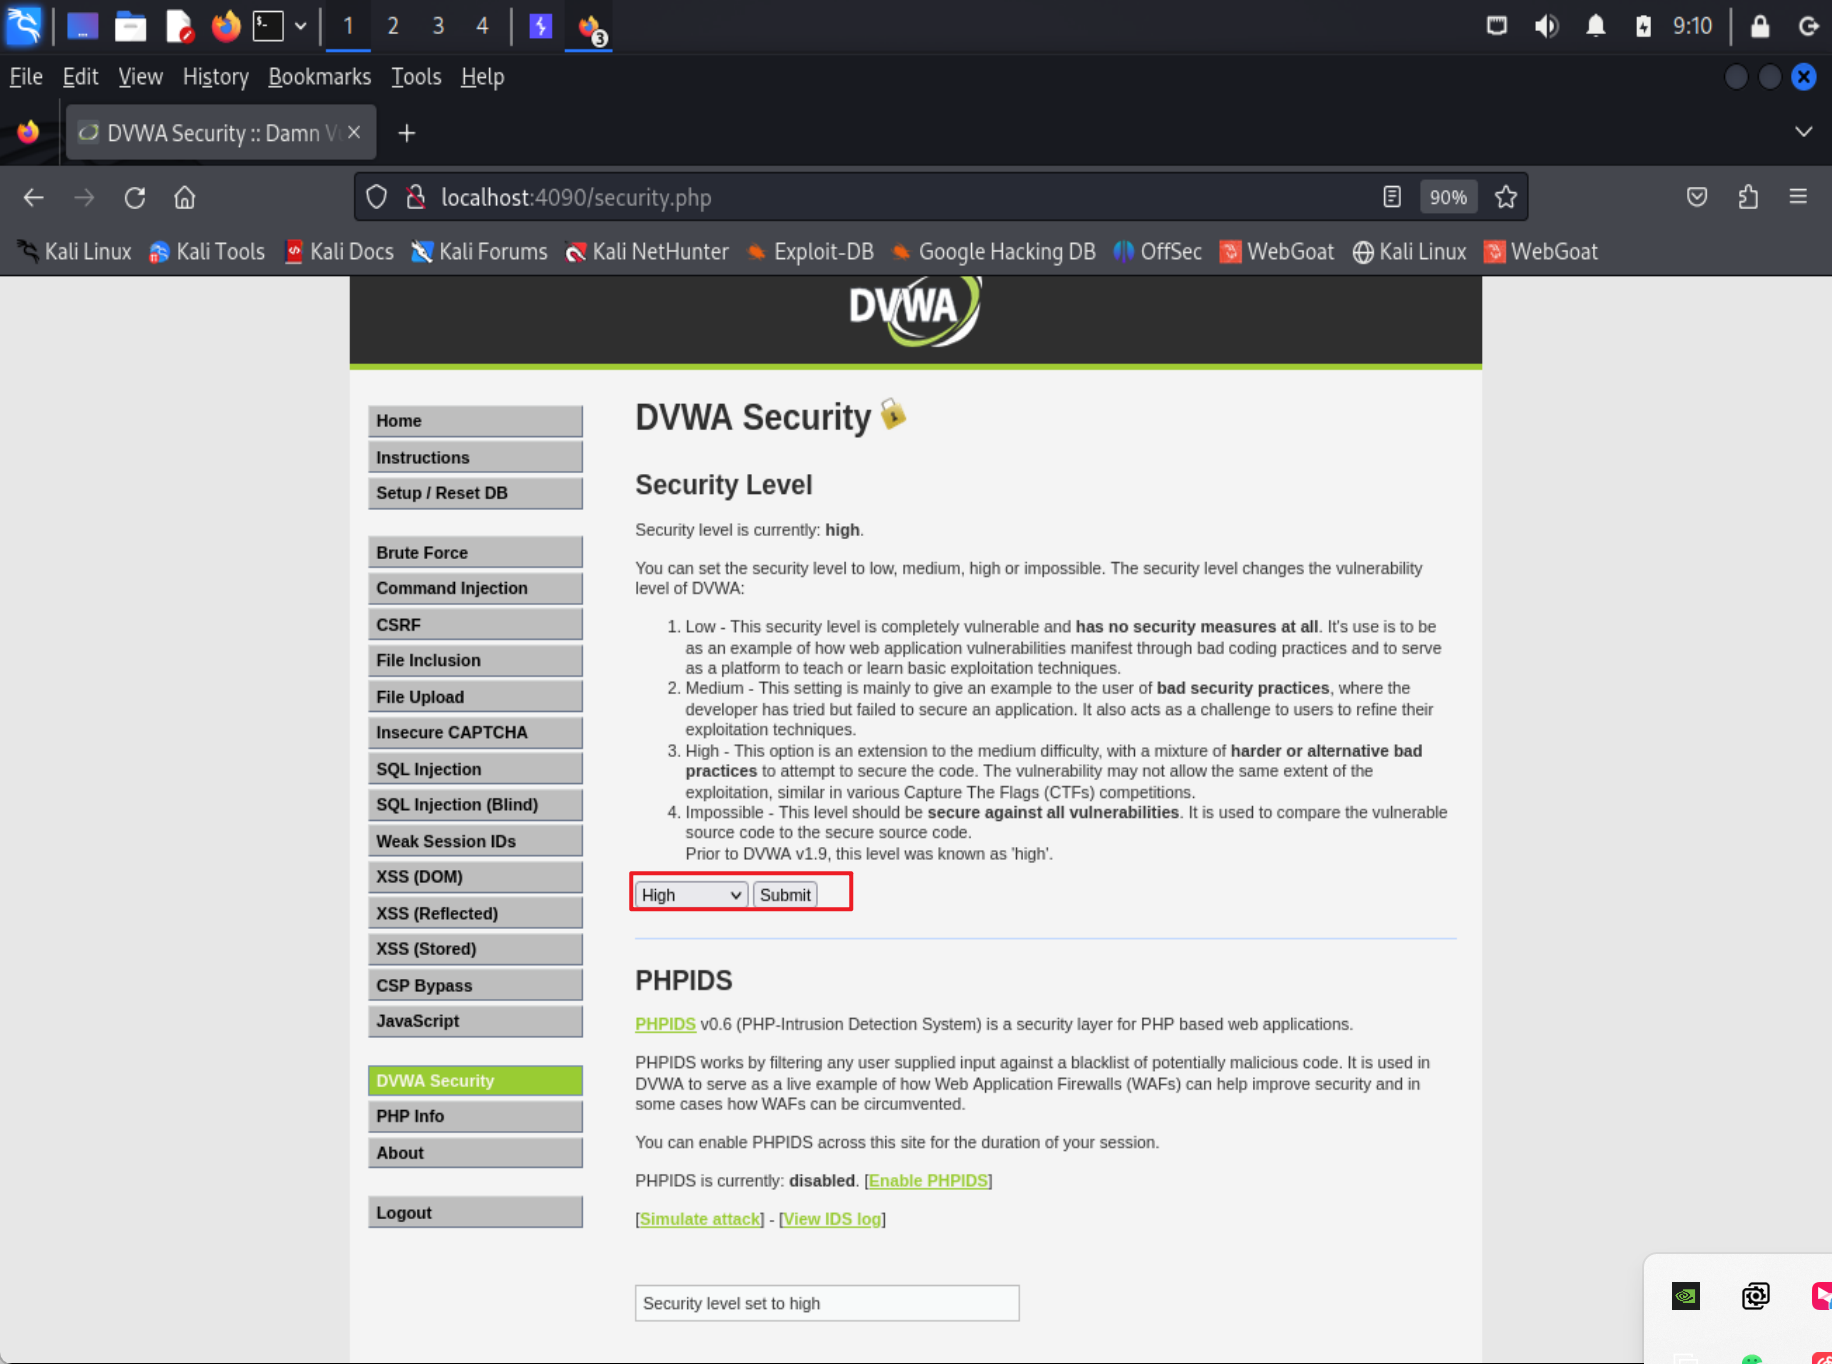 1 2 3 4 3 9:10
File Edit View History Bookmarks Tools Help
DVWA Security :: Damn V
localhost:4090/security.php 90%
Kali Linux Kali Tools Kali Docs Kali Forums Kali NetHunter Exploit-DB Google Hacking DB OffSec WebGoat Kali Linux WebGoat
DVWA
Home
Instructions
Setup / Reset DB
Brute Force
Command Injection
CSRF
File Inclusion
File Upload
Insecure CAPTCHA
SQL Injection
SQL Injection (Blind)
Weak Session IDs
XSS (DOM)
XSS (Reflected)
XSS (Stored)
CSP Bypass
JavaScript
DVWA Security
PHP Info
About
Logout
DVWA Security
Security Level
Security level is currently: high.
You can set the security level to low, medium, high or impossible. The security level changes the vulnerability
level of DVWA:
1. Low - This security level is completely vulnerable and has no security measures at all. It's use is to be
as an example of how web application vulnerabilities manifest through bad coding practices and to serve
as a platform to teach or learn basic exploitation techniques.
2. Medium - This setting is mainly to give an example to the user of bad security practices, where the
developer has tried but failed to secure an application. It also acts as a challenge to users to refine their
exploitation techniques.
3. High - This option is an extension to the medium difficulty, with a mixture of harder or alternative bad
practices to attempt to secure the code. The vulnerability may not allow the same extent of the
exploitation, similar in various Capture The Flags (CTFs) competitions.
4. Impossible - This level should be secure against all vulnerabilities. It is used to compare the vulnerable
source code to the secure source code.
Prior to DVWA v1.9, this level was known as 'high'.
High Submit
PHPIDS
PHPIDS v0.6 (PHP-Intrusion Detection System) is a security layer for PHP based web applications.
PHPIDS works by filtering any user supplied input against a blacklist of potentially malicious code. It is used in
DVWA to serve as a live example of how Web Application Firewalls (WAFs) can help improve security and in
some cases how WAFs can be circumvented.
You can enable PHPIDS across this site for the duration of your session.
PHPIDS is currently: disabled. [Enable PHPIDS]
[Simulate attack] - [View IDS log]
Security level set to high